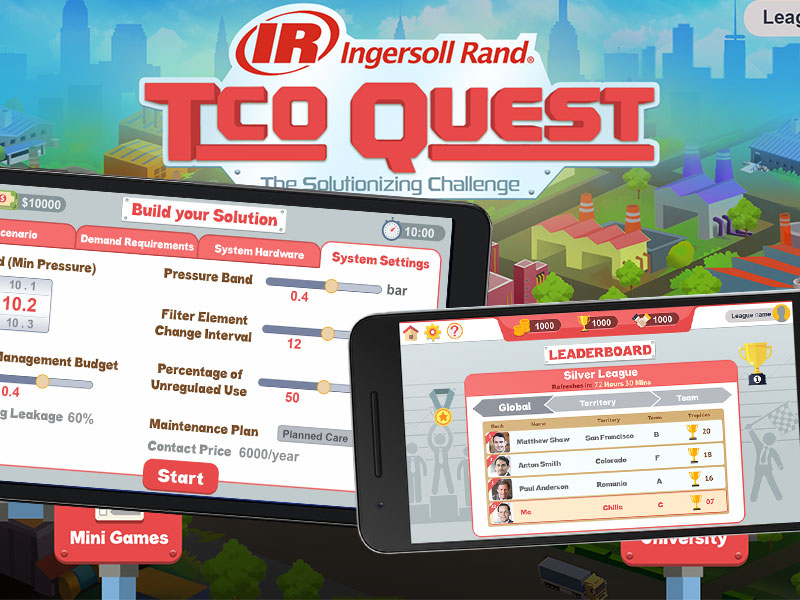 IR Ingersoll Rand®
Leag
TCO QUEST
The Solutionizing Challenge
$10000
Build your Solution
10:00
cenario
Demand Requirements
System Hardware
System Settings
d (Min Pressure)
10.1
10.2
10.3
Pressure Band
0.4
bar
Filter Element
Change Interval
12
Management Budget
0.4
Percentage of
Unregulaed Use
50
g Leakage 60%
Maintenance Plan
Planned Care
Contact Price 6000/year
Start
1000
1000
1000
League name
?
LEADERBOARD
Silver League
Refreshes in: 72 Hours 30 Mins
Global
Territory
Team
Rank Name Territory Team Trophies
Matthew Shaw San Francisco B 20
Anton Smith Colorado F 18
Paul Anderson Romania A 16
Me Chille C 07
Mini Games
University